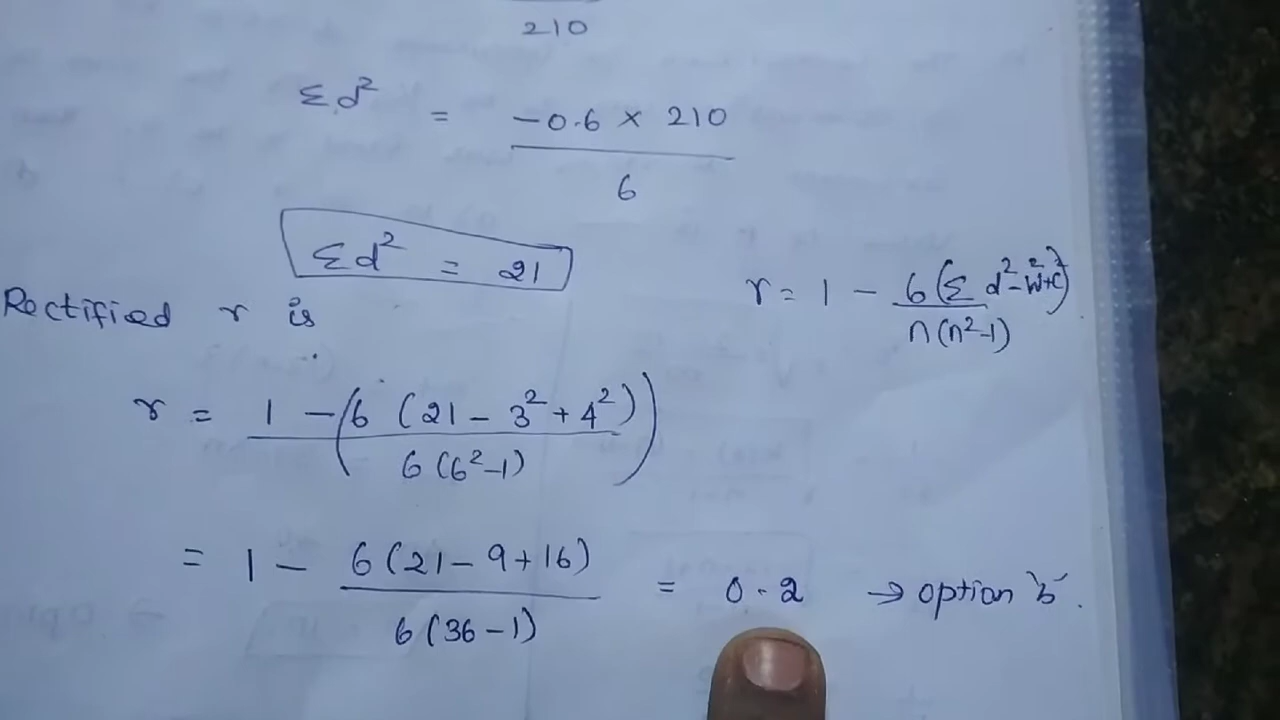 210
Σd² = -0.6 × 210 / 6
Σd² = 21
r = 1 - 6(Σd²-w²+c²) / n(n²-1)
Rectified r is
r = 1 - (6 (21 - 3² + 4²) / 6(6²-1))
= 1 - 6(21-9+16) / 6(36-1) = 0.2 → option 'b'.